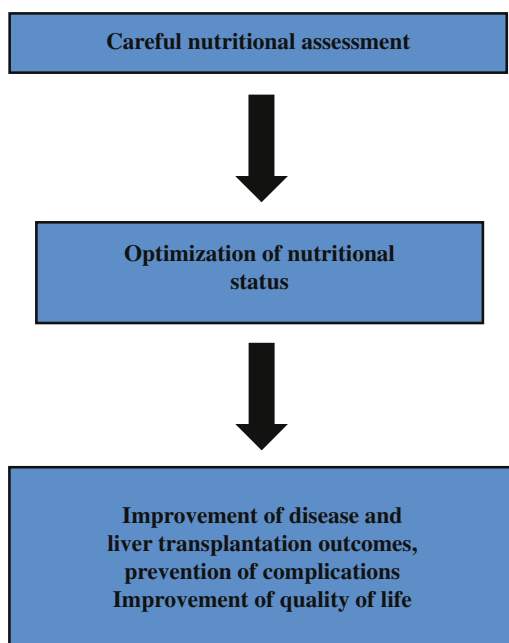 Careful nutritional assessment
Optimization of nutritional
status
Improvement of disease and
liver transplantation outcomes,
prevention of complications
Improvement of quality of life